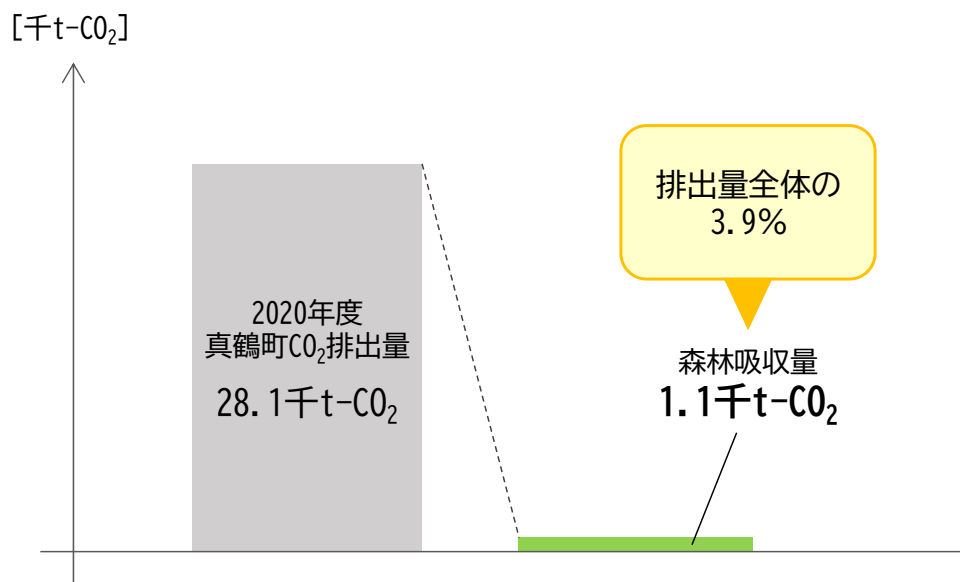 [千t-CO₂]
排出量全体の
3.9%
2020年度
真鶴町CO₂排出量
28.1千t-CO₂
森林吸収量
1.1千t-CO₂